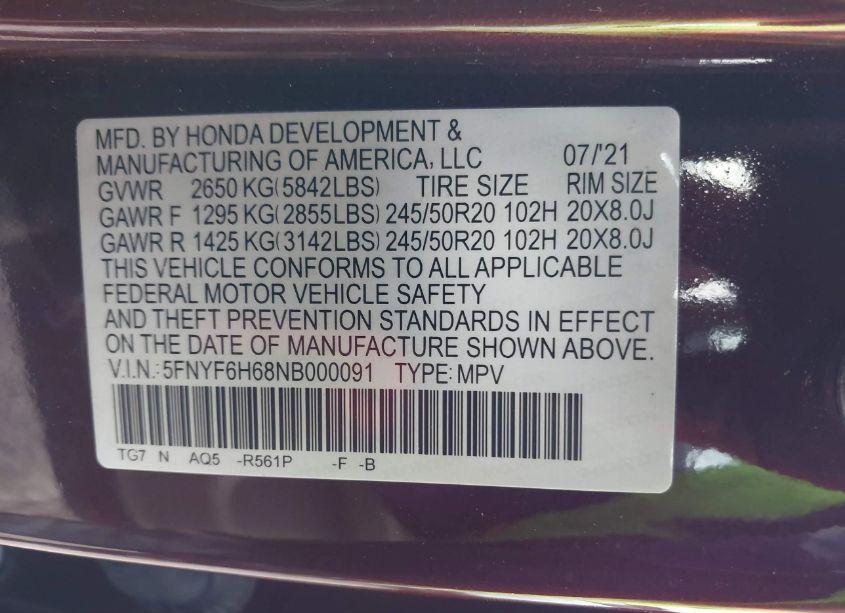 MFD. BY HONDA DEVELOPMENT &
MANUFACTURING OF AMERICA, LLC 07/'21
GVWR 2650 KG(5842LBS) TIRE SIZE RIM SIZE
GAWR F 1295 KG(2855LBS) 245/50R20 102H 20X8.0J
GAWR R 1425 KG(3142LBS) 245/50R20 102H 20X8.0J
THIS VEHICLE CONFORMS TO ALL APPLICABLE
FEDERAL MOTOR VEHICLE SAFETY
AND THEFT PREVENTION STANDARDS IN EFFECT
ON THE DATE OF MANUFACTURE SHOWN ABOVE.
V.I.N.: 5FNYF6H68NB000091 TYPE: MPV
TG7 N AQ5 -R561P -F -B